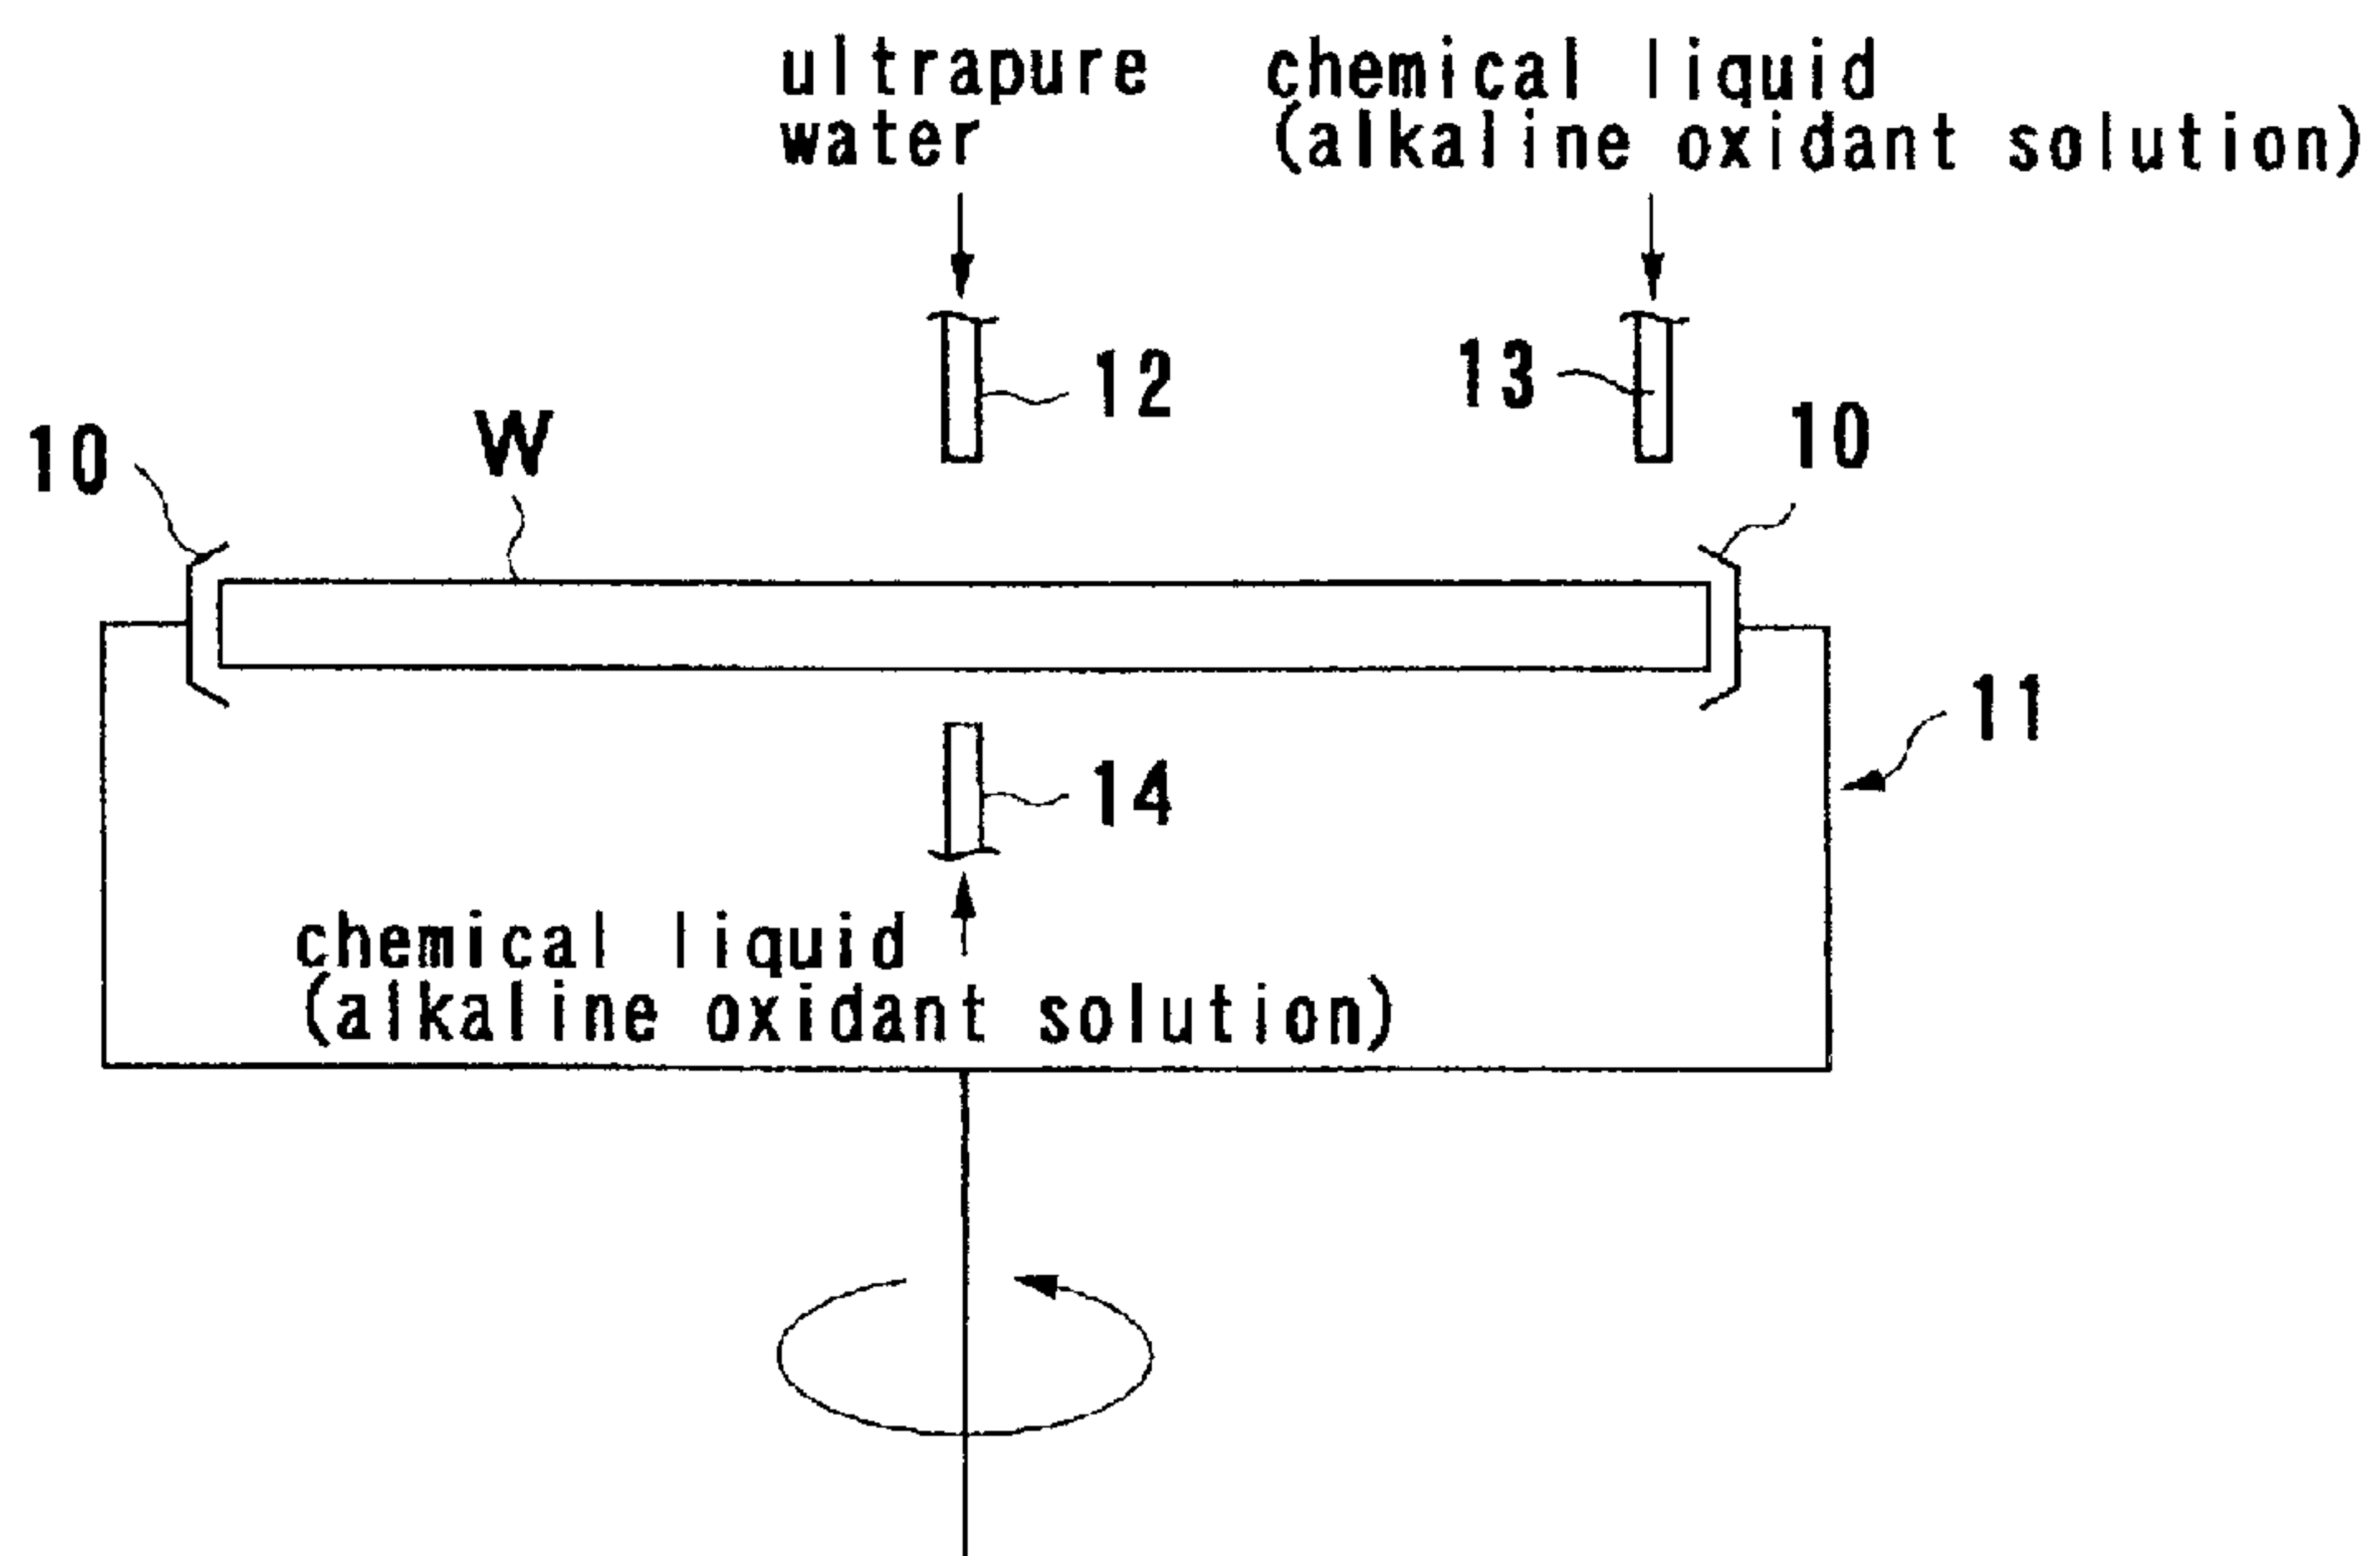 ultrapure
water
chemical liquid
(alkaline oxidant solution)
12
13
10
W
10
11
14
chemical liquid
(alkaline oxidant solution)